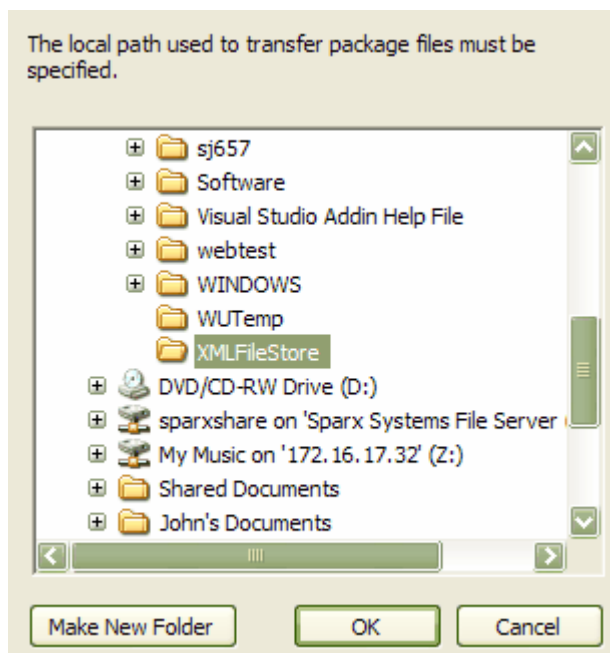 The local path used to transfer package files must be
specified.
sj657
Software
Visual Studio Addin Help File
webtest
WINDOWS
WUTemp
XMLFileStore
DVD/CD-RW Drive (D:)
sparxshare on 'Sparx Systems File Server (
My Music on '172.16.17.32' (Z:)
Shared Documents
John's Documents
Make New Folder
OK
Cancel